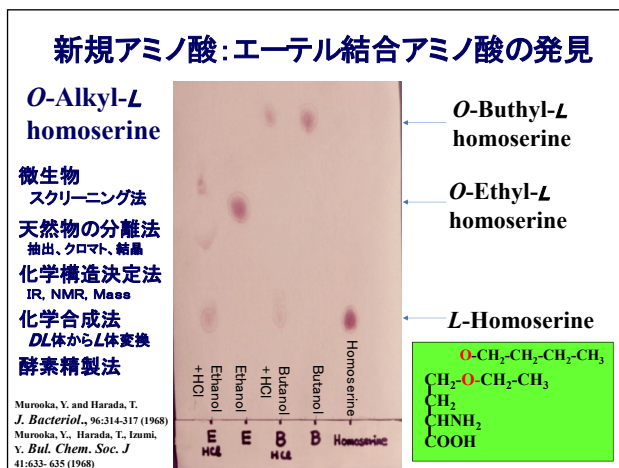 新規アミノ酸:エーテル結合アミノ酸の発見
O-Alkyl-L
homoserine
微生物
スクリーニング法
天然物の分離法
抽出、クロマト、結晶
化学構造決定法
IR, NMR, Mass
化学合成法
DL体からL体変換
酵素精製法
Murooka, Y. and Harada, T.
J. Bacteriol., 96:314-317 (1968)
Murooka, Y., Harada, T., Izumi,
Y. Bul. Chem. Soc. J
41:633- 635 (1968)
Ethanol
+HCl
Ethanol
Butanol
+HCl
Butanol
Homoserine
E
HCl
E
B
HCl
B
Homoserine
O-Buthyl-L
homoserine
O-Ethyl-L
homoserine
L-Homoserine
O-CH2-CH2-CH2-CH3
CH2-O-CH2-CH3
CH2
CHNH2
COOH